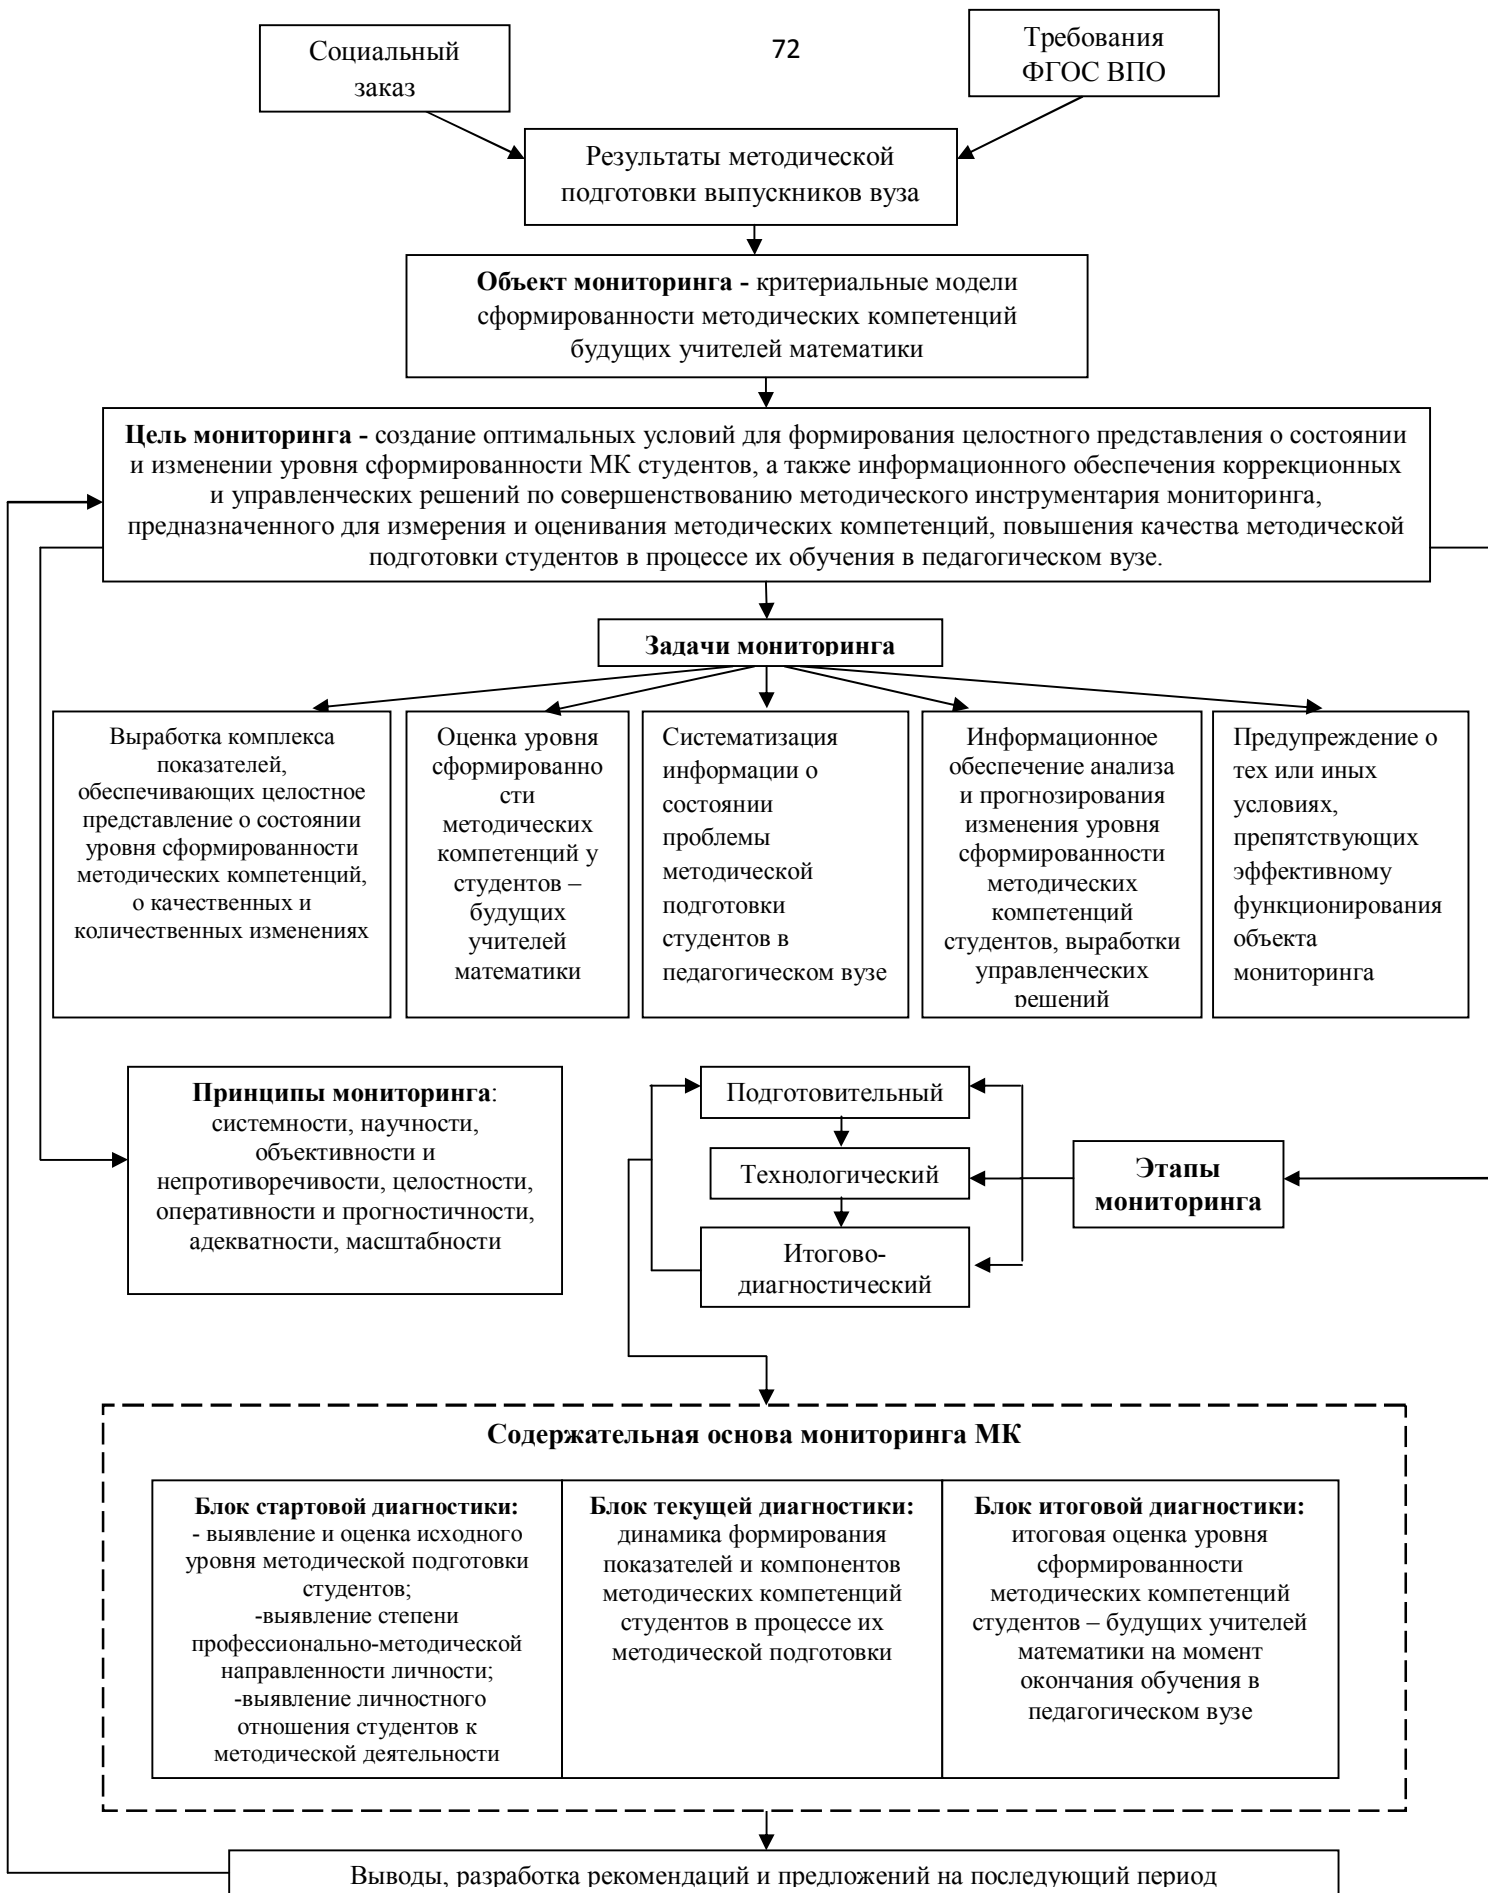 Социальный
заказ
72
Требования
ФГОС ВПО
Результаты методической
подготовки выпускников вуза
Объект мониторинга - критериальные модели
сформированности методических компетенций
будущих учителей математики
Цель мониторинга - создание оптимальных условий для формирования целостного представления о состоянии
и изменении уровня сформированности МК студентов, а также информационного обеспечения коррекционных
и управленческих решений по совершенствованию методического инструментария мониторинга,
предназначенного для измерения и оценивания методических компетенций, повышения качества методической
подготовки студентов в процессе их обучения в педагогическом вузе.
Задачи мониторинга
Выработка комплекса
показателей,
обеспечивающих целостное
представление о состоянии
уровня сформированности
методических компетенций,
о качественных и
количественных изменениях
Оценка уровня
сформированно
сти
методических
компетенций у
студентов –
будущих
учителей
математики
Систематизация
информации о
состоянии
проблемы
методической
подготовки
студентов в
педагогическом вузе
Информационное
обеспечение анализа
и прогнозирования
изменения уровня
сформированности
методических
компетенций
студентов, выработки
управленческих
решений
Предупреждение о
тех или иных
условиях,
препятствующих
эффективному
функционирования
объекта
мониторинга
Принципы мониторинга:
системности, научности,
объективности и
непротиворечивости, целостности,
оперативности и прогностичности,
адекватности, масштабности
Подготовительный
Технологический
Итогово-
диагностический
Этапы
мониторинга
Содержательная основа мониторинга МК
Блок стартовой диагностики:
- выявление и оценка исходного
уровня методической подготовки
студентов;
-выявление степени
профессионально-методической
направленности личности;
-выявление личностного
отношения студентов к
методической деятельности
Блок текущей диагностики:
динамика формирования
показателей и компонентов
методических компетенций
студентов в процессе их
методической подготовки
Блок итоговой диагностики:
итоговая оценка уровня
сформированности
методических компетенций
студентов – будущих учителей
математики на момент
окончания обучения в
педагогическом вузе
Выводы, разработка рекомендаций и предложений на последующий период